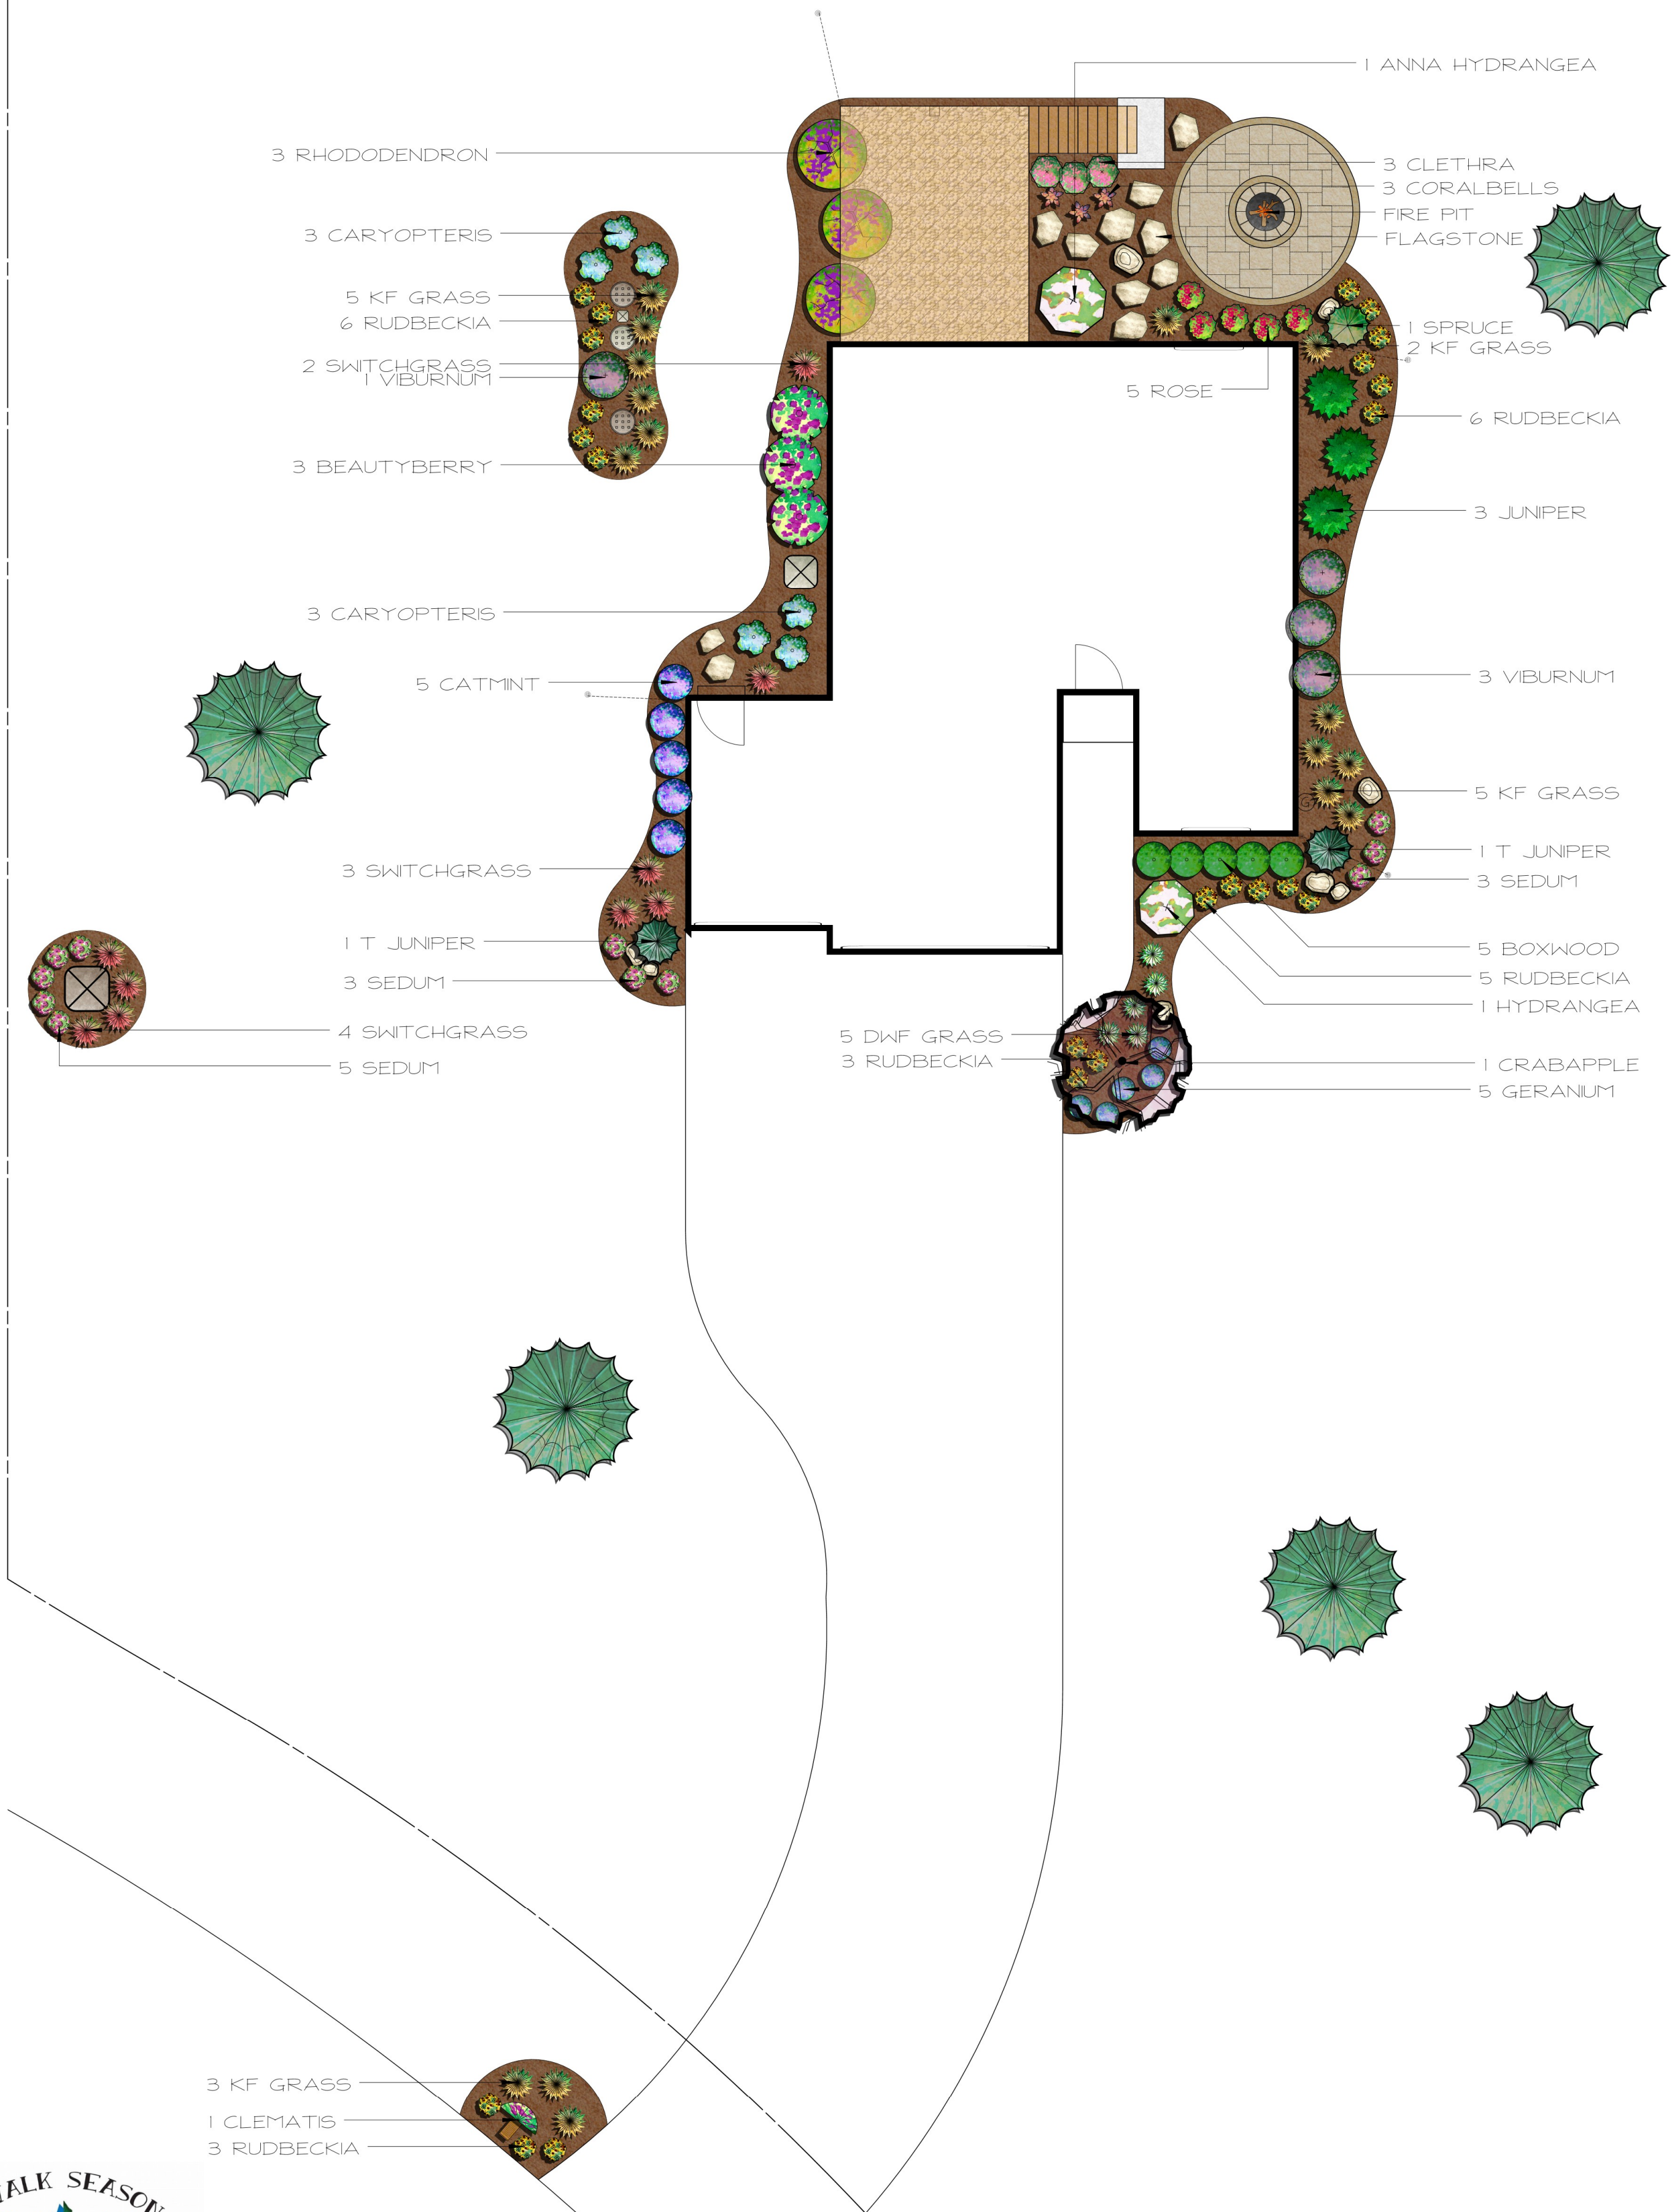 1 ANNA HYDRANGEA
3 RHODODENDRON
3 CLETHRA
3 CORALBELLS
FIRE PIT
FLAGSTONE
3 CARYOPTERIS
5 KF GRASS
6 RUDBECKIA
1 SPRUCE
2 KF GRASS
2 SWITCHGRASS
1 VIBURNUM
5 ROSE
6 RUDBECKIA
3 BEAUTYBERRY
3 JUNIPER
3 CARYOPTERIS
5 CATMINT
3 VIBURNUM
5 KF GRASS
G
3 SWITCHGRASS
1 T JUNIPER
3 SEDUM
1 T JUNIPER
3 SEDUM
5 BOXWOOD
5 RUDBECKIA
1 HYDRANGEA
4 SWITCHGRASS
5 SEDUM
5 DWF GRASS
3 RUDBECKIA
1 CRABAPPLE
5 GERANIUM
3 KF GRASS
1 CLEMATIS
3 RUDBECKIA